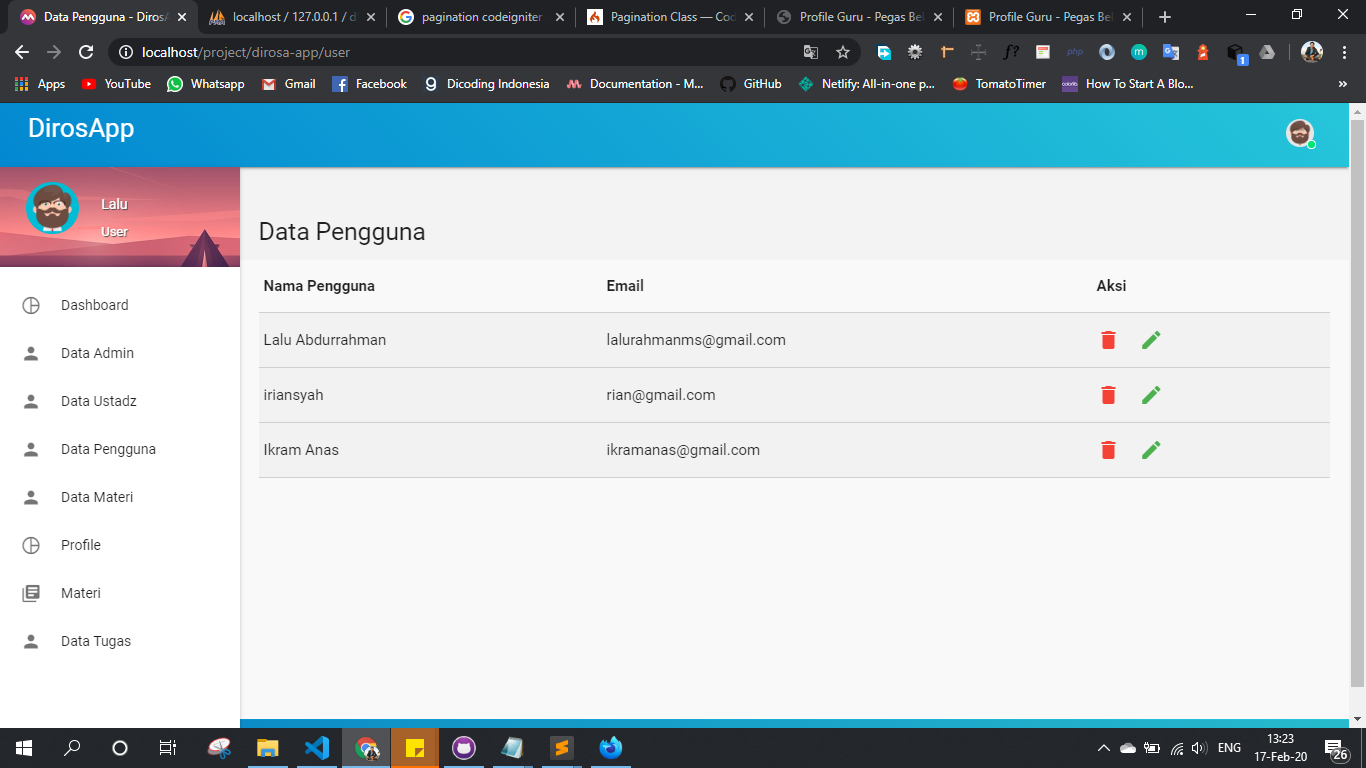 Data Pengguna - Diros
localhost / 127.0.0.1 / d
pagination codeigniter
Pagination Class — Cod
Profile Guru - Pegas Bel
Profile Guru - Pegas Bel
localhost/project/dirosa-app/user
f?
php
m
1
Apps
YouTube
Whatsapp
Gmail
Facebook
Dicoding Indonesia
Documentation - M...
GitHub
Netlify: All-in-one p...
TomatoTimer
How To Start A Blo...
»
DirosApp
Lalu
User
Data Pengguna
Nama Pengguna Email Aksi
Lalu Abdurrahman lalurahmanms@gmail.com
iriansyah rian@gmail.com
Ikram Anas ikramanas@gmail.com
Dashboard
Data Admin
Data Ustadz
Data Pengguna
Data Materi
Profile
Materi
Data Tugas
ENG
13:23
17-Feb-20
26